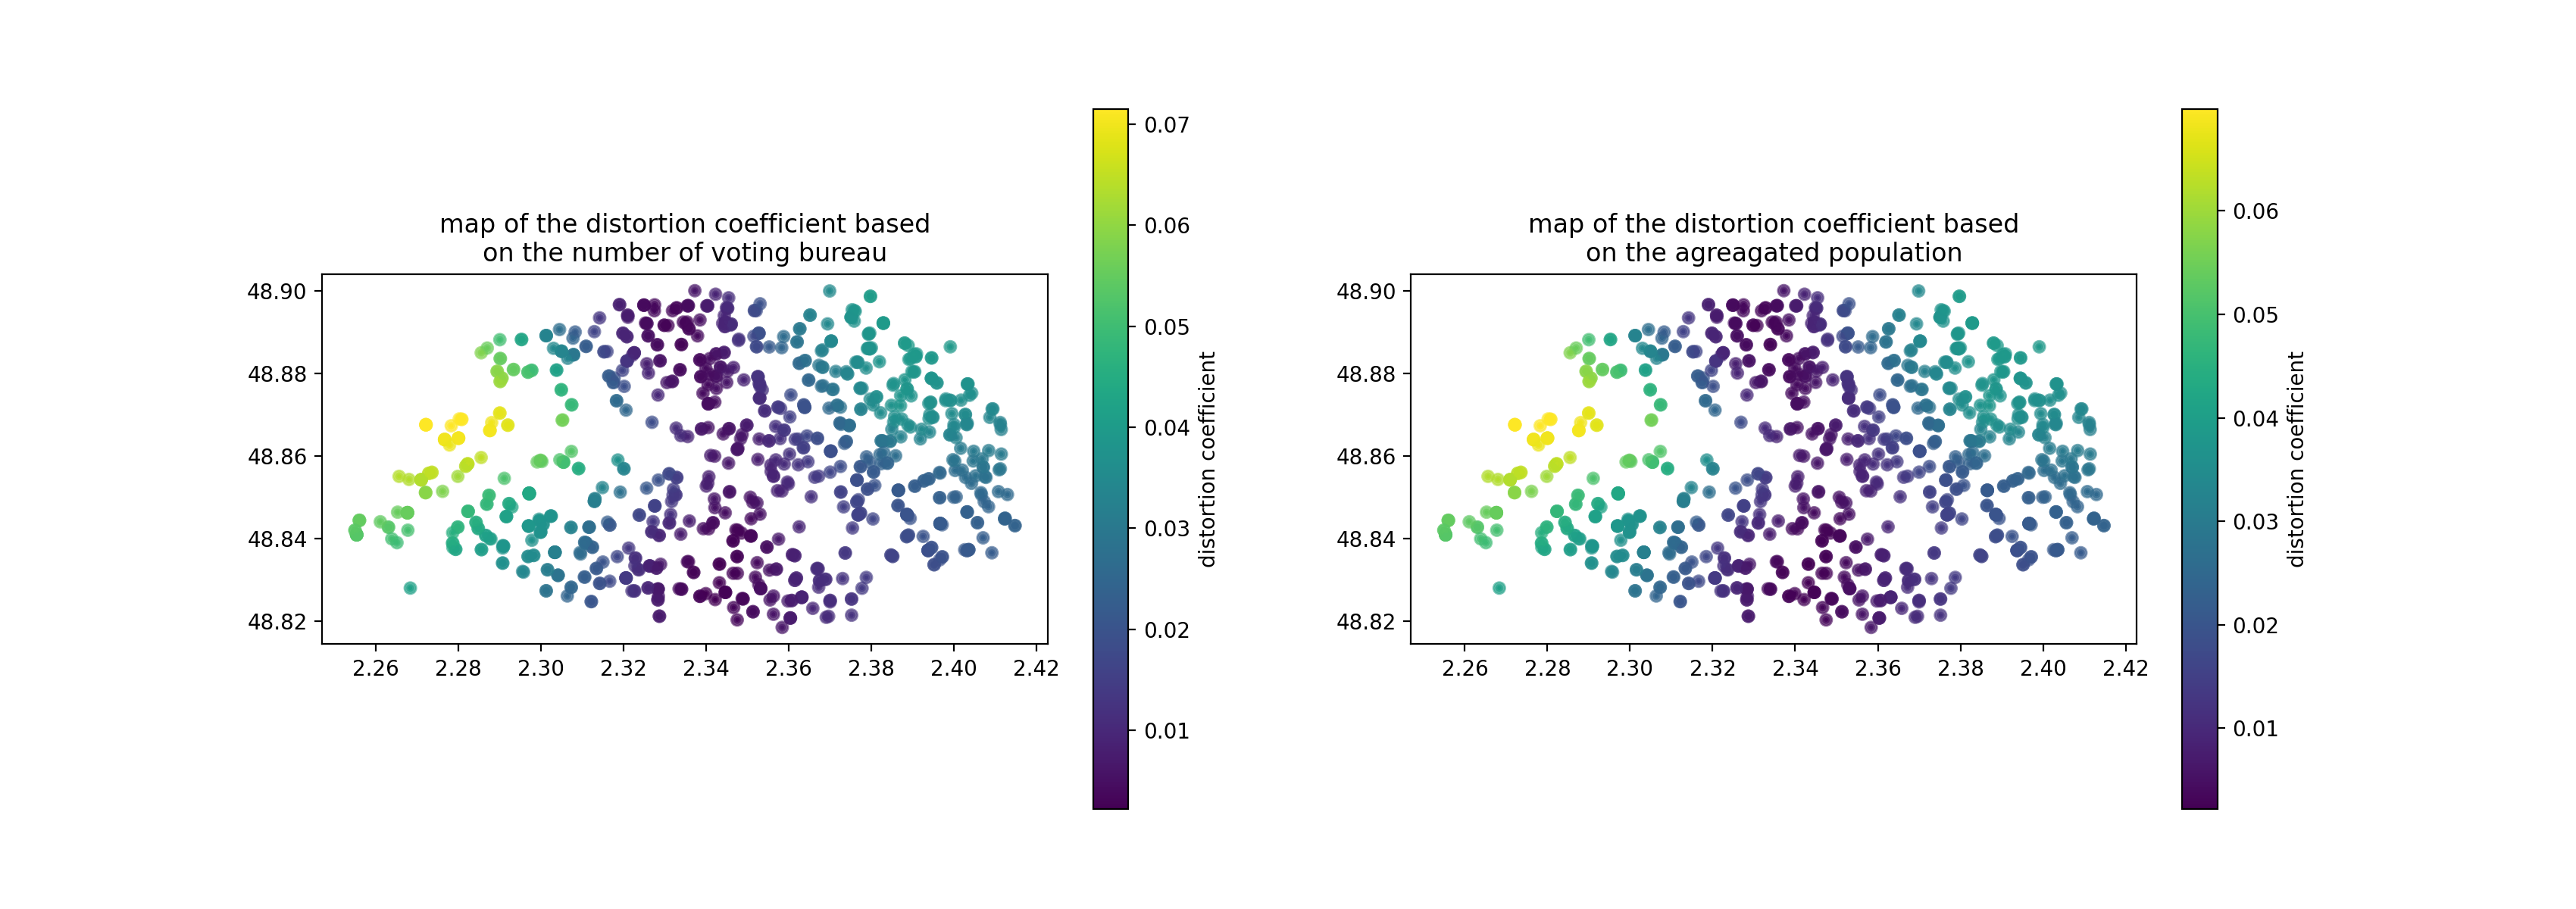 map of the distortion coefficient based
on the number of voting bureau
48.90
48.88
48.86
48.84
48.82
2.26 2.28 2.30 2.32 2.34 2.36 2.38 2.40 2.42
0.07
0.06
0.05
0.04
0.03
0.02
0.01
distortion coefficient
map of the distortion coefficient based
on the agreagated population
48.90
48.88
48.86
48.84
48.82
2.26 2.28 2.30 2.32 2.34 2.36 2.38 2.40 2.42
0.06
0.05
0.04
0.03
0.02
0.01
distortion coefficient